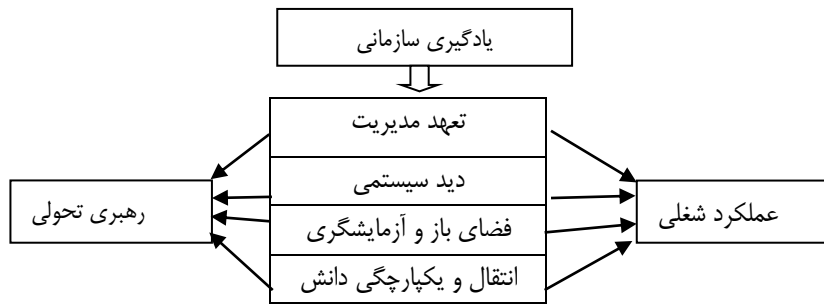 یادگیری سازمانی
تعهد مدیریت
دید سیستمی
عملکرد شغلی
رهبری تحولی
فضای باز و آزمایشگری
انتقال و یکپارچگی دانش